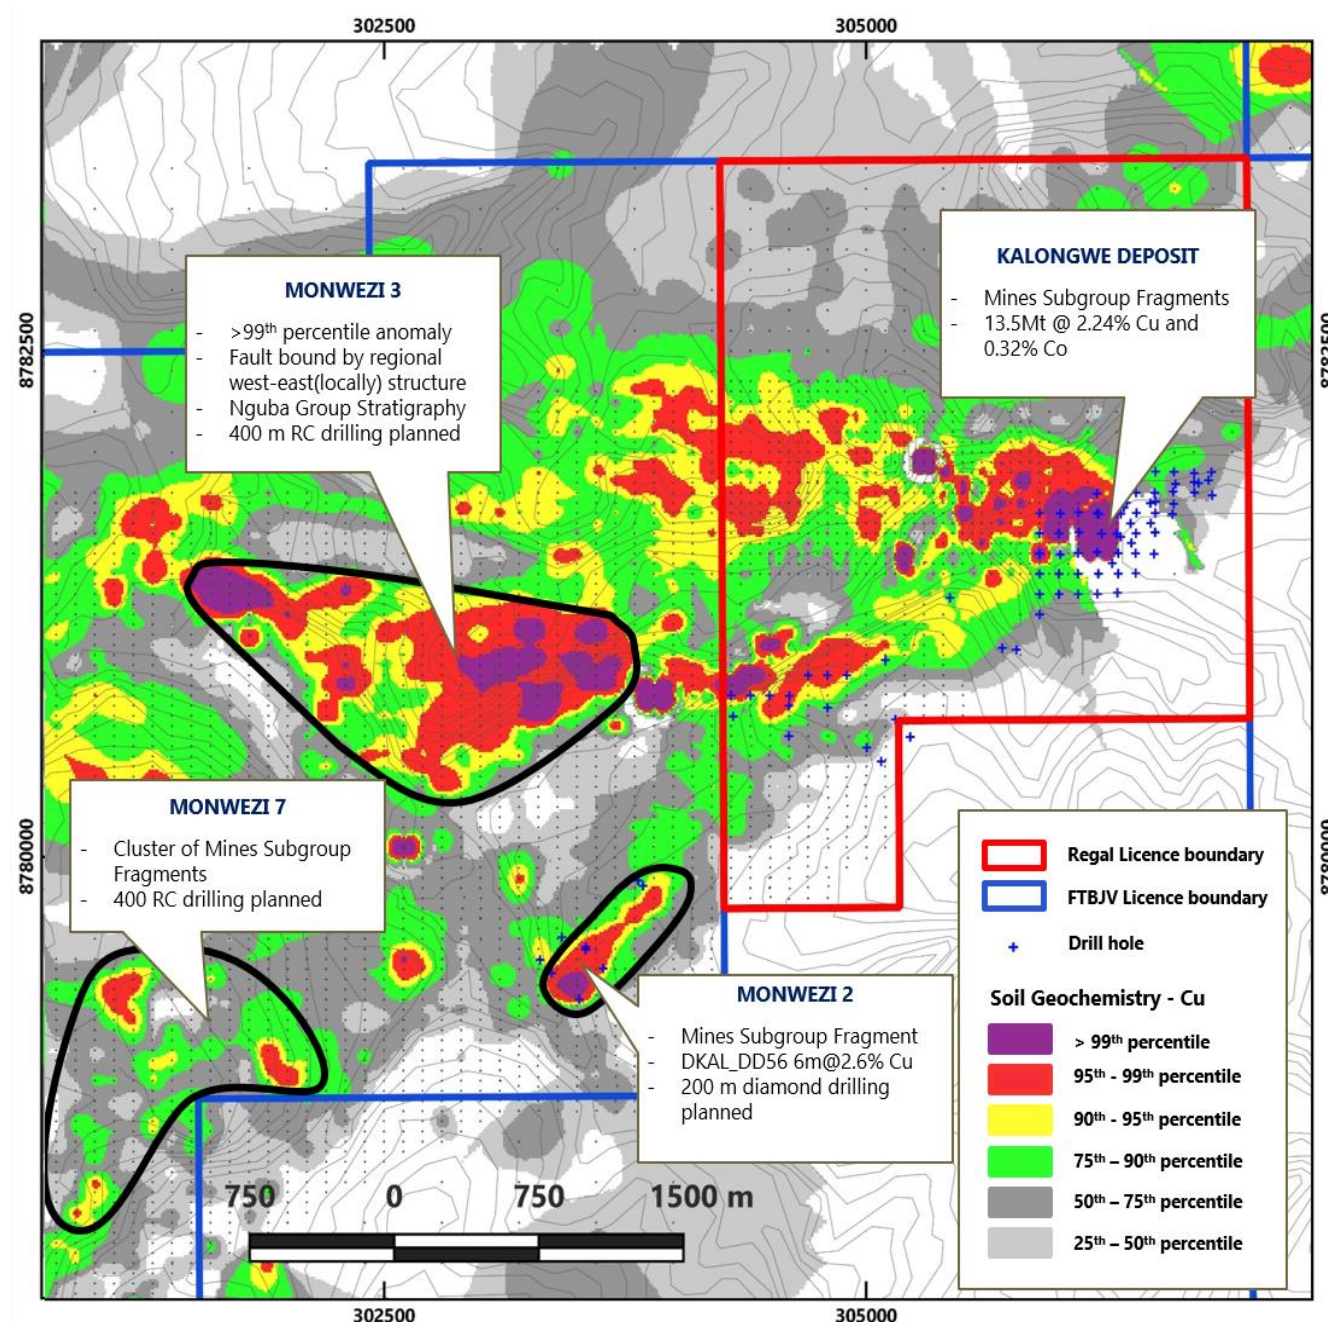 302500
305000
8782500
8782500
KALONGWE DEPOSIT
- Mines Subgroup Fragments
- 13.5Mt @ 2.24% Cu and
0.32% Co
MONWEZI 3
- >99th percentile anomaly
- Fault bound by regional
west-east(locally) structure
- Nguba Group Stratigraphy
- 400 m RC drilling planned
MONWEZI 7
- Cluster of Mines Subgroup
Fragments
- 400 RC drilling planned
8780000
8780000
MONWEZI 2
- Mines Subgroup Fragment
- DKAL_DD56 6m@2.6% Cu
- 200 m diamond drilling
planned
Regal Licence boundary
FTBJV Licence boundary
Drill hole
Soil Geochemistry - Cu
> 99th percentile
95th - 99th percentile
90th - 95th percentile
75th – 90th percentile
50th – 75th percentile
25th – 50th percentile
750 0 750 1500 m
302500
305000